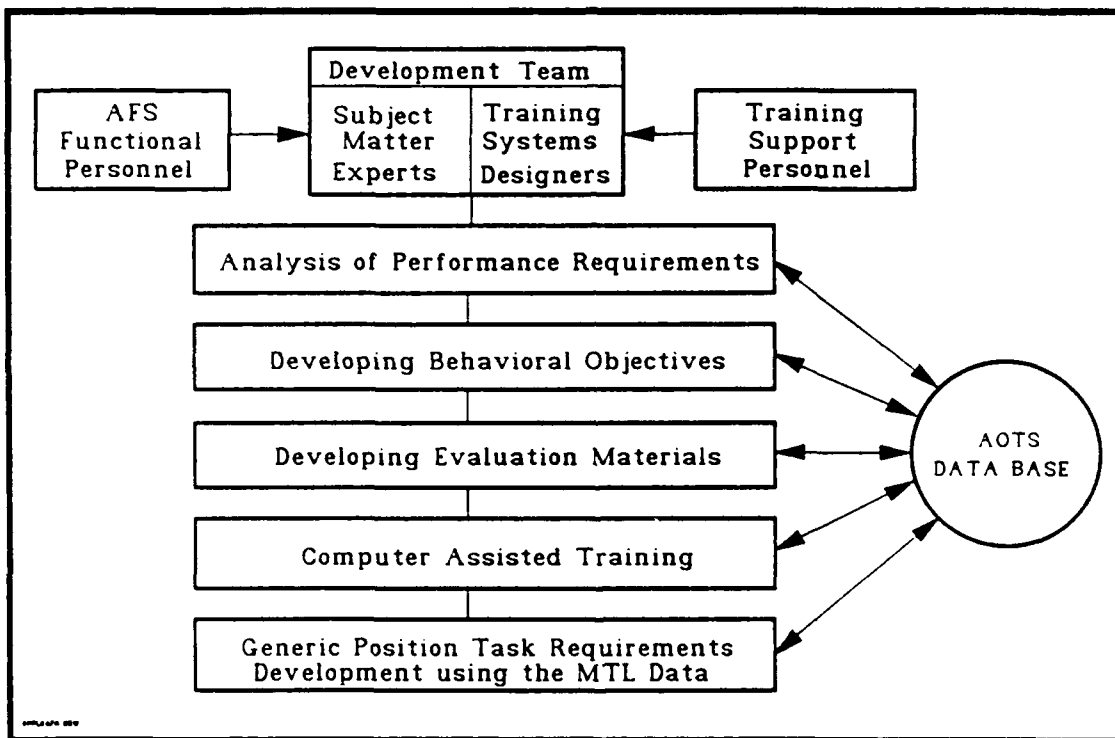 Development Team
AFS
Functional
Personnel
Subject
Matter
Experts
Training
Systems
Designers
Training
Support
Personnel
Analysis of Performance Requirements
Developing Behavioral Objectives
Developing Evaluation Materials
AOTS
DATA BASE
Computer Assisted Training
Generic Position Task Requirements
Development using the MTL Data